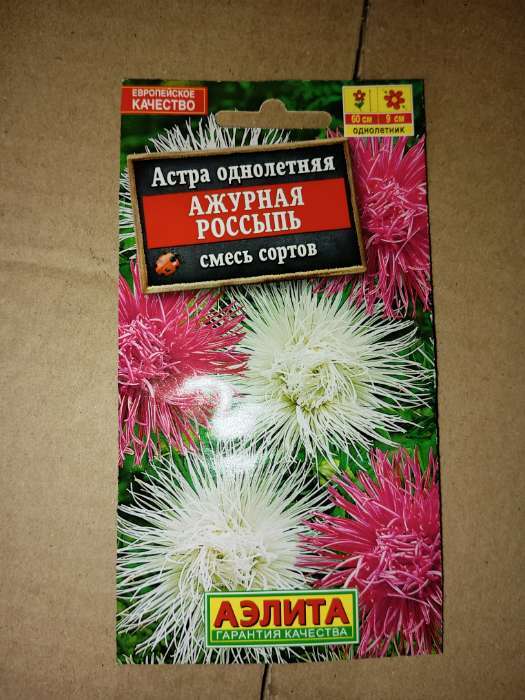 ЕВРОПЕЙСКОЕ
КАЧЕСТВО
60 см 9 см
однолетник
Астра однолетняя
АЖУРНАЯ
РОССЫПЬ
смесь сортов
АЭЛИТА
ГАРАНТИЯ КАЧЕСТВА